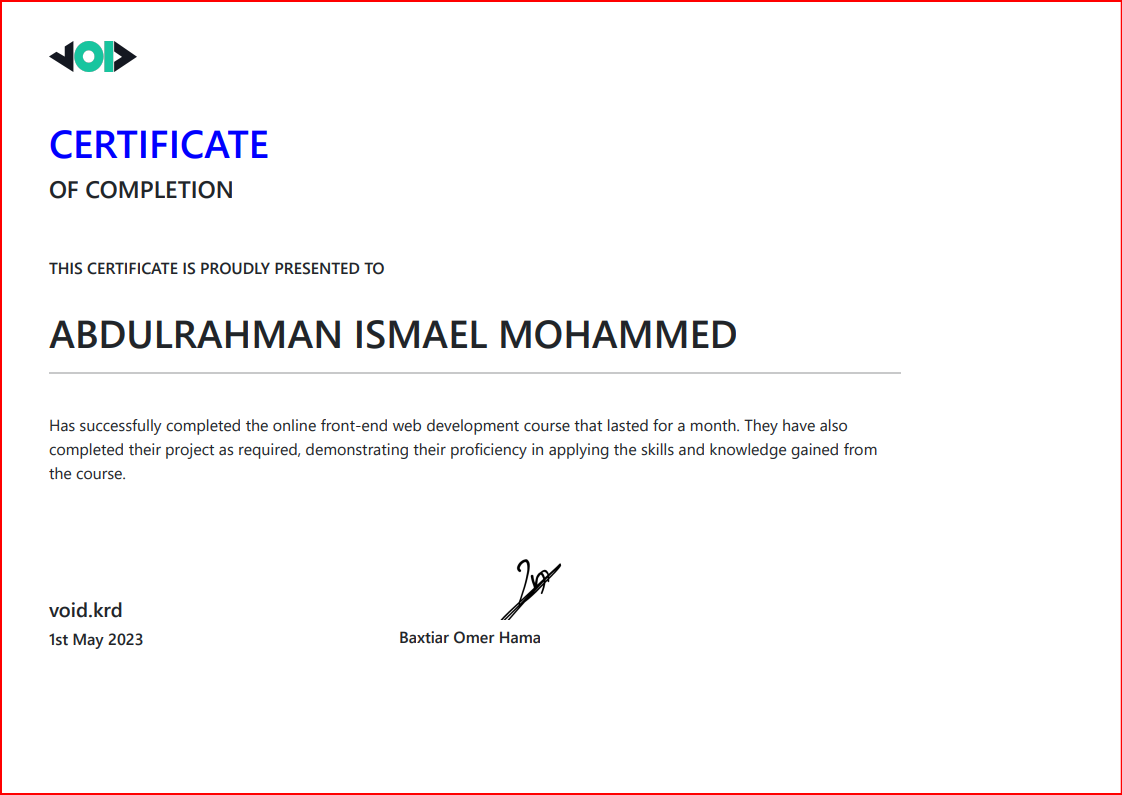 VOID
CERTIFICATE
OF COMPLETION
THIS CERTIFICATE IS PROUDLY PRESENTED TO
ABDULRAHMAN ISMAEL MOHAMMED
Has successfully completed the online front-end web development course that lasted for a month. They have also
completed their project as required, demonstrating their proficiency in applying the skills and knowledge gained from
the course.
void.krd
1st May 2023
Baxtiar Omer Hama